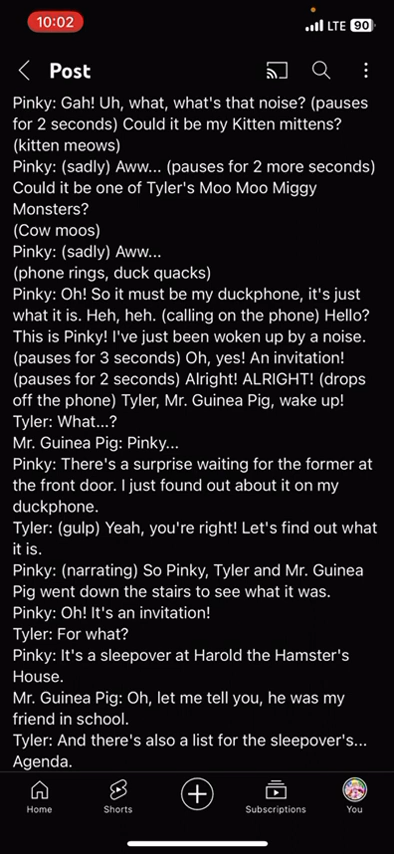 10:02
LTE 90
Post
Pinky: Gah! Uh, what, what's that noise? (pauses
for 2 seconds) Could it be my Kitten mittens?
(kitten meows)
Pinky: (sadly) Aww... (pauses for 2 more seconds)
Could it be one of Tyler's Moo Moo Miggy
Monsters?
(Cow moos)
Pinky: (sadly) Aww...
(phone rings, duck quacks)
Pinky: Oh! So it must be my duckphone, it's just
what it is. Heh, heh. (calling on the phone) Hello?
This is Pinky! I've just been woken up by a noise.
(pauses for 3 seconds) Oh, yes! An invitation!
(pauses for 2 seconds) Alright! ALRIGHT! (drops
off the phone) Tyler, Mr. Guinea Pig, wake up!
Tyler: What...?
Mr. Guinea Pig: Pinky...
Pinky: There's a surprise waiting for the former at
the front door. I just found out about it on my
duckphone.
Tyler: (gulp) Yeah, you're right! Let's find out what
it is.
Pinky: (narrating) So Pinky, Tyler and Mr. Guinea
Pig went down the stairs to see what it was.
Pinky: Oh! It's an invitation!
Tyler: For what?
Pinky: It's a sleepover at Harold the Hamster's
House.
Mr. Guinea Pig: Oh, let me tell you, he was my
friend in school.
Tyler: And there's also a list for the sleepover's...
Agenda.
Home Shorts Subscriptions You